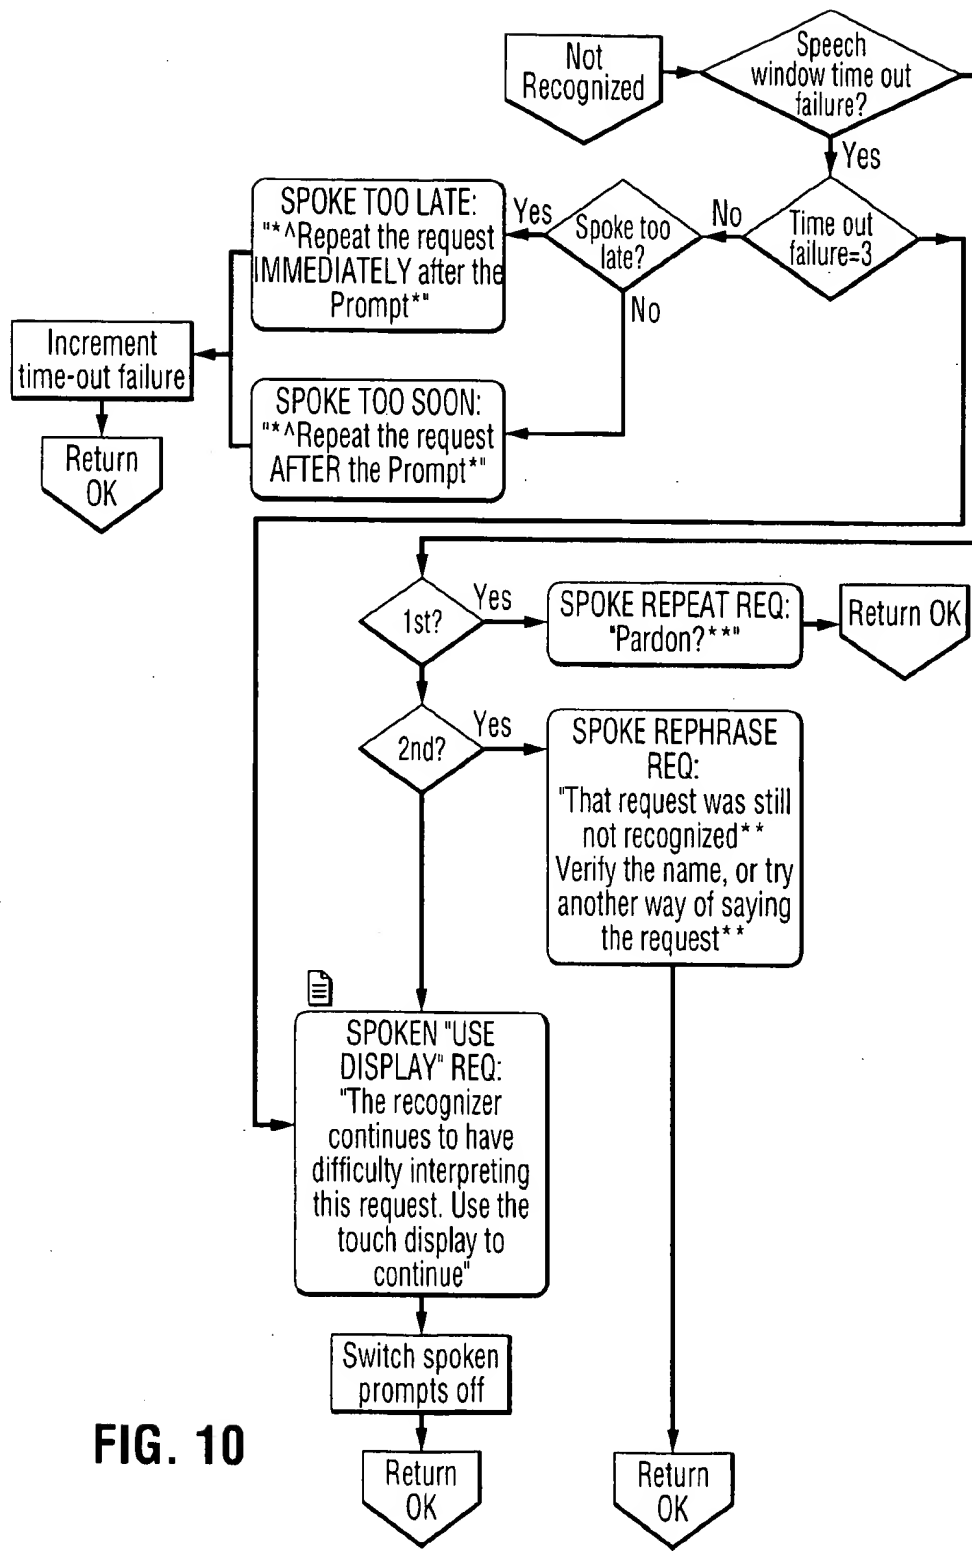 Not
Recognized
Speech
window time out
failure?
Yes
Time out
failure=3
No
Spoke too
late?
Yes
No
SPOKE TOO LATE:
"*^Repeat the request
IMMEDIATELY after the
Prompt*"
SPOKE TOO SOON:
"*^Repeat the request
AFTER the Prompt*"
Increment
time-out failure
Return
OK
1st?
Yes
SPOKE REPEAT REQ:
"Pardon?**"
Return OK
2nd?
Yes
SPOKE REPHRASE
REQ:
"That request was still
not recognized**
Verify the name, or try
another way of saying
the request**
SPOKEN "USE
DISPLAY" REQ:
"The recognizer
continues to have
difficulty interpreting
this request. Use the
touch display to
continue"
Switch spoken
prompts off
Return
OK
Return
OK
FIG. 10